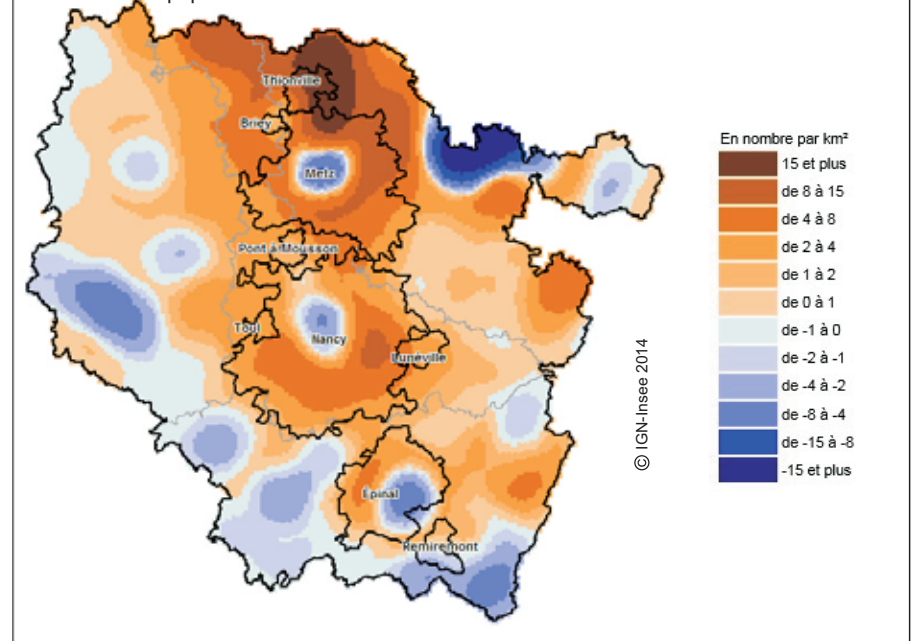 Thionville
Briey
Metz
Pont à Mousson
Toul
Nancy
Lunéville
Épinal
Remiremont
En nombre par km²
15 et plus
de 8 à 15
de 4 à 8
de 2 à 4
de 1 à 2
de 0 à 1
de -1 à 0
de -2 à -1
de -4 à -2
de -8 à -4
de -15 à -8
-15 et plus
© IGN-Insee 2014